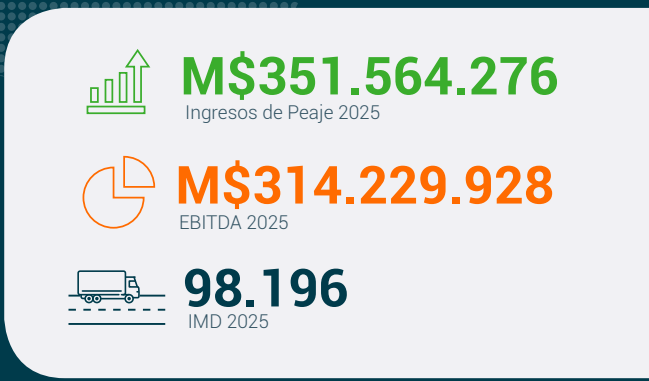 M$351.564.276
Ingresos de Peaje 2025
M$314.229.928
EBITDA 2025
98.196
IMD 2025